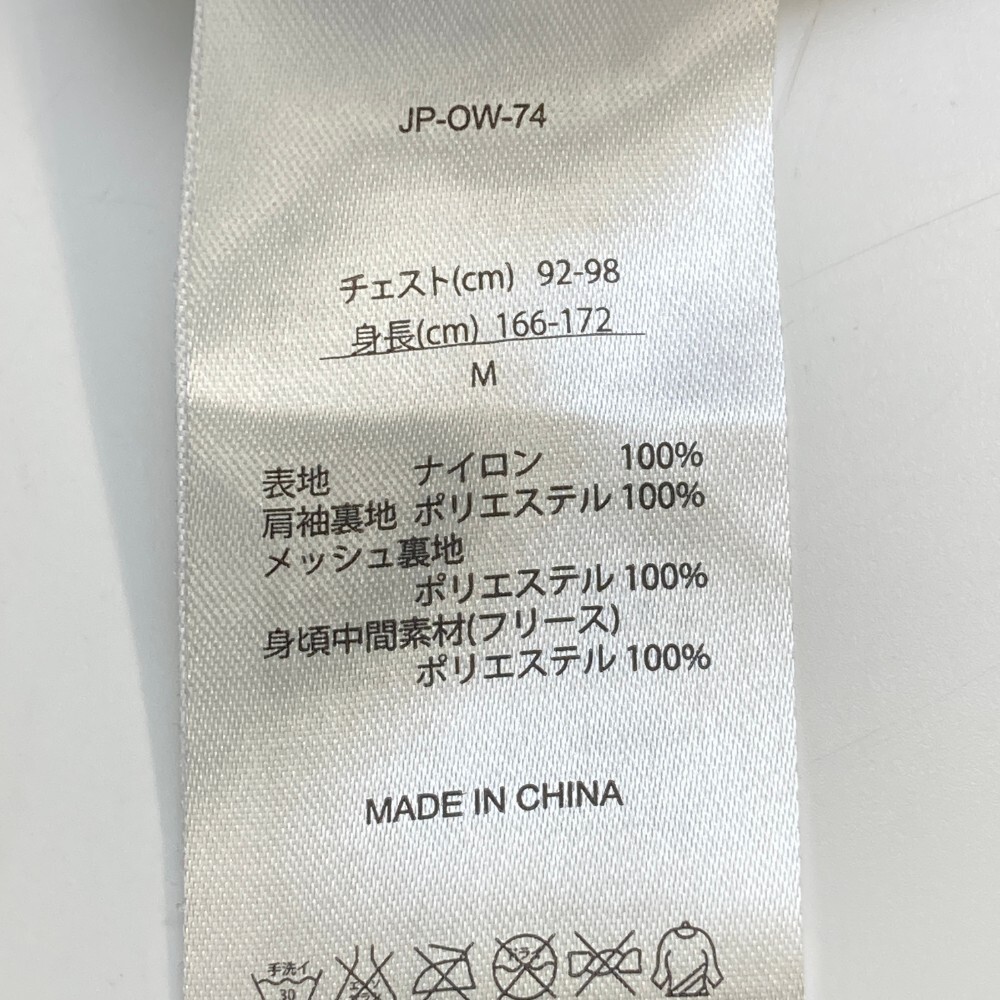 JP-OW-74
チェスト(cm) 92-98
身長(cm) 166-172
M
表地 ナイロン 100%
肩袖裏地 ポリエステル 100%
メッシュ裏地
ポリエステル 100%
身頃中間素材(フリース)
ポリエステル 100%
MADE IN CHINA
手洗イ
30